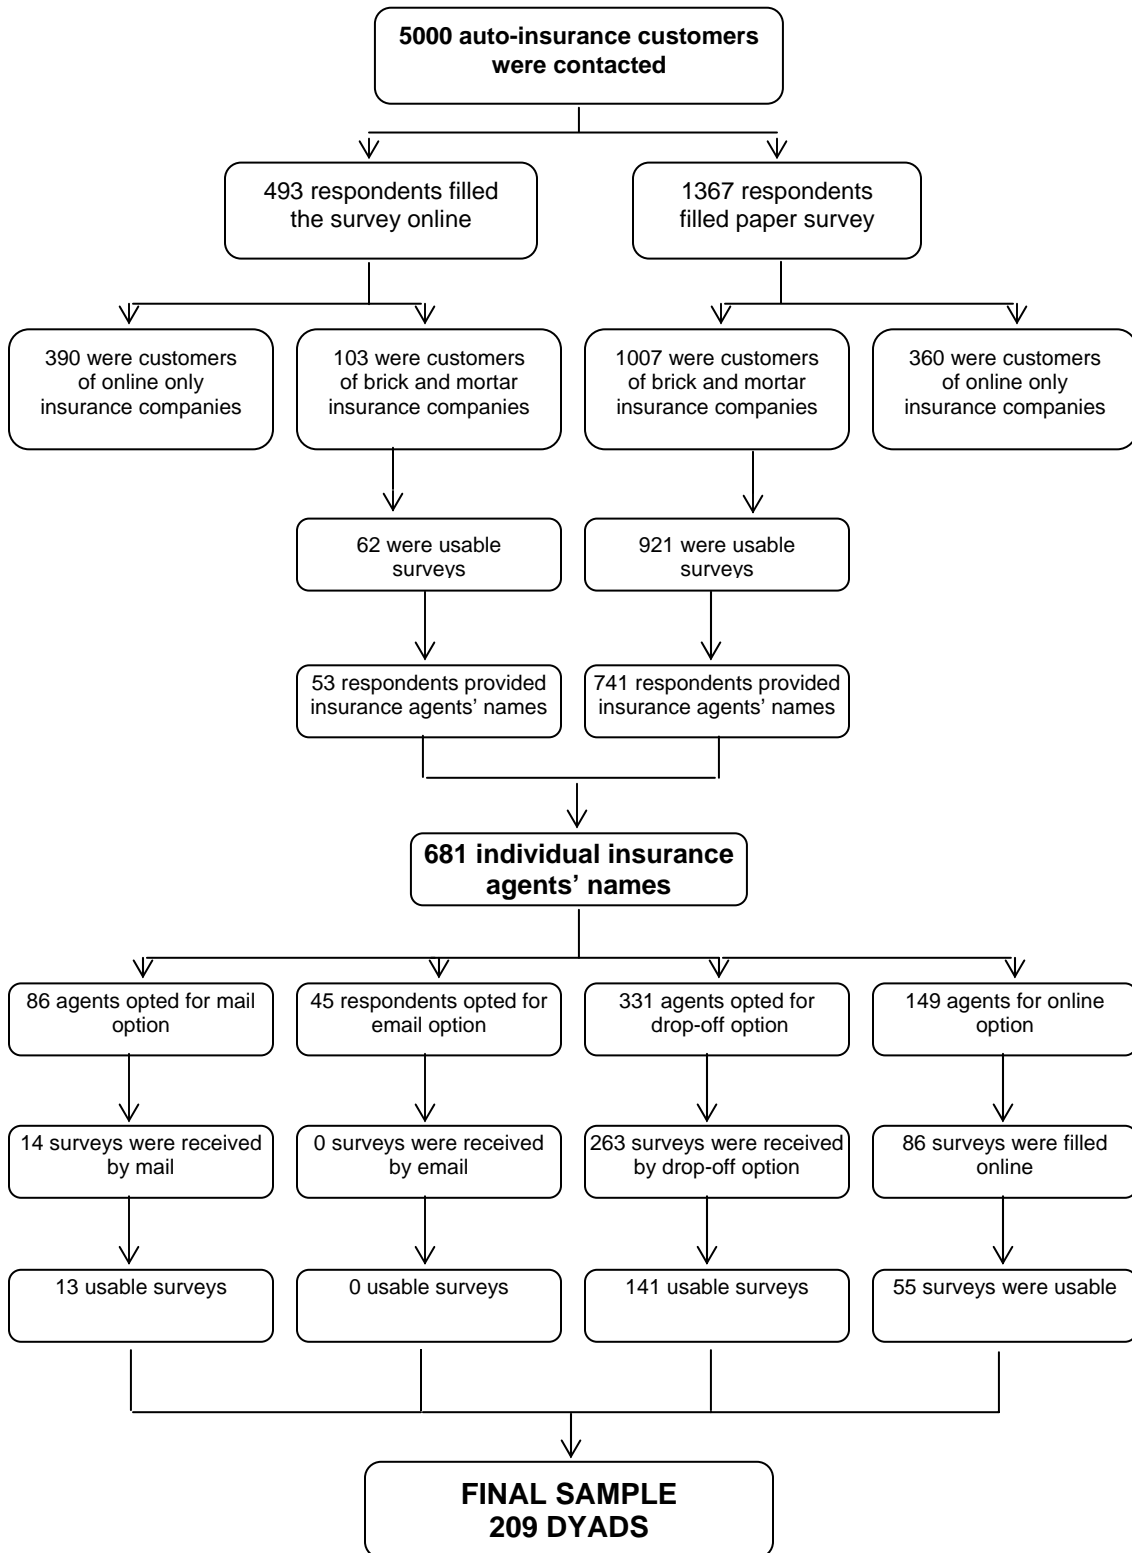 5000 auto-insurance customers
were contacted
493 respondents filled
the survey online
1367 respondents
filled paper survey
390 were customers
of online only
insurance companies
103 were customers
of brick and mortar
insurance companies
1007 were customers
of brick and mortar
insurance companies
360 were customers
of online only
insurance companies
62 were usable
surveys
921 were usable
surveys
53 respondents provided
insurance agents’ names
741 respondents provided
insurance agents’ names
681 individual insurance
agents’ names
86 agents opted for mail
option
45 respondents opted for
email option
331 agents opted for
drop-off option
149 agents for online
option
14 surveys were received
by mail
0 surveys were received
by email
263 surveys were received
by drop-off option
86 surveys were filled
online
13 usable surveys
0 usable surveys
141 usable surveys
55 surveys were usable
FINAL SAMPLE
209 DYADS